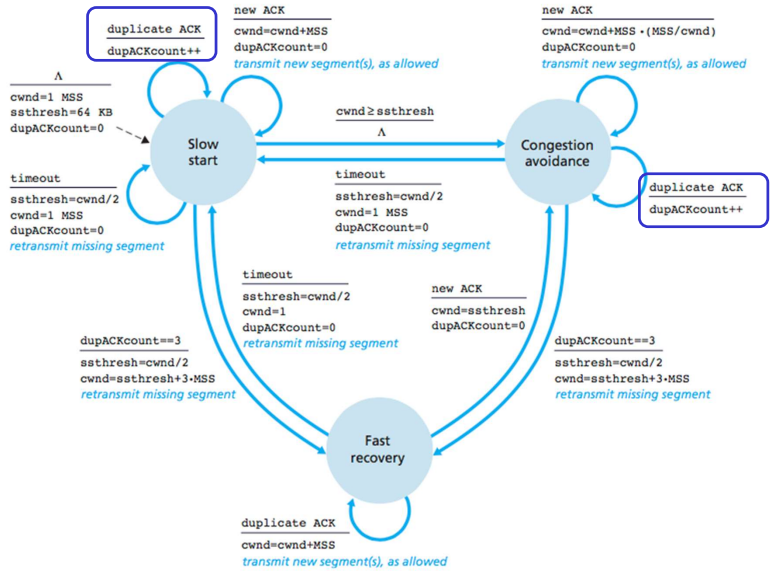 duplicate ACK
dupACKcount++
new ACK
cwnd=cwnd+MSS
dupACKcount=0
transmit new segment(s), as allowed
new ACK
cwnd=cwnd+MSS •(MSS/cwnd)
dupACKcount=0
transmit new segment(s), as allowed
Λ
cwnd=1 MSS
ssthresh=64 KB
dupACKcount=0
Slow
start
cwnd≥ssthresh
Λ
Congestion
avoidance
timeout
ssthresh=cwnd/2
cwnd=1 MSS
dupACKcount=0
retransmit missing segment
timeout
ssthresh=cwnd/2
cwnd=1 MSS
dupACKcount=0
retransmit missing segment
duplicate ACK
dupACKcount++
timeout
ssthresh=cwnd/2
cwnd=1
dupACKcount=0
retransmit missing segment
new ACK
cwnd=ssthresh
dupACKcount=0
dupACKcount==3
ssthresh=cwnd/2
cwnd=ssthresh+3•MSS
retransmit missing segment
dupACKcount==3
ssthresh=cwnd/2
cwnd=ssthresh+3•MSS
retransmit missing segment
Fast
recovery
duplicate ACK
cwnd=cwnd+MSS
transmit new segment(s), as allowed